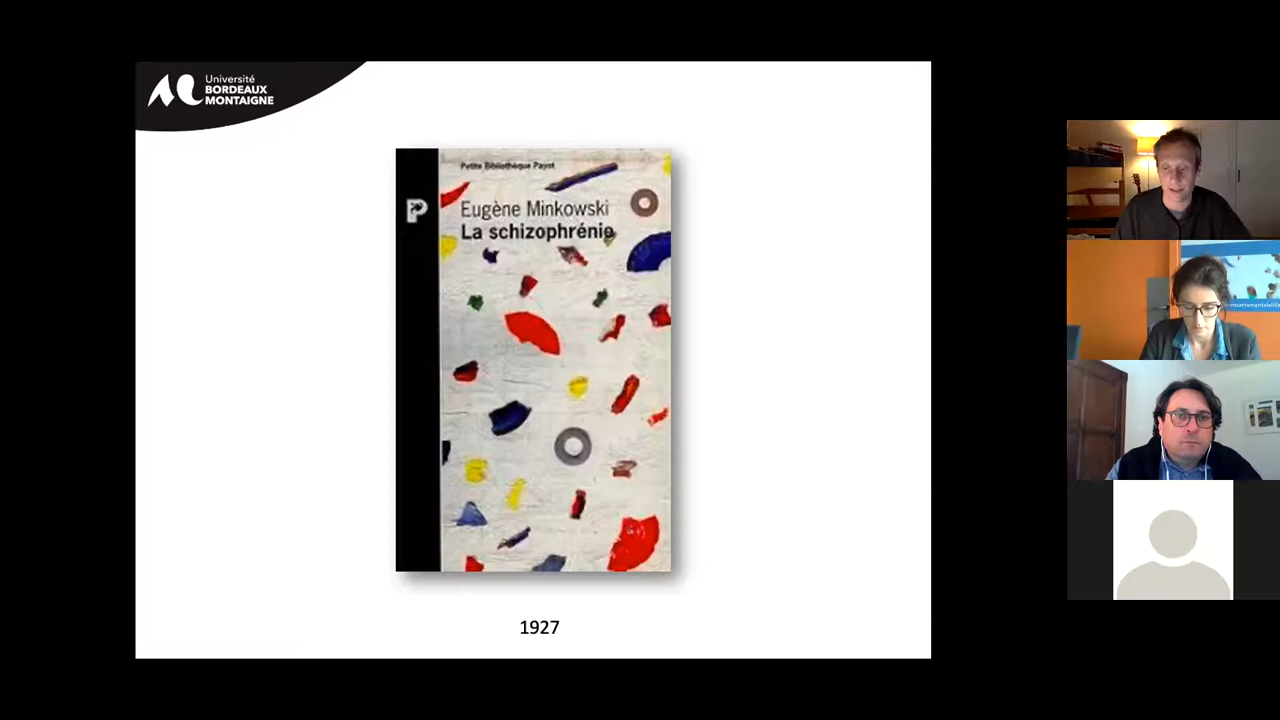 Université
BORDEAUX
MONTAIGNE
Petite Bibliothèque Payot
Eugène Minkowski
La schizophrénie
1927